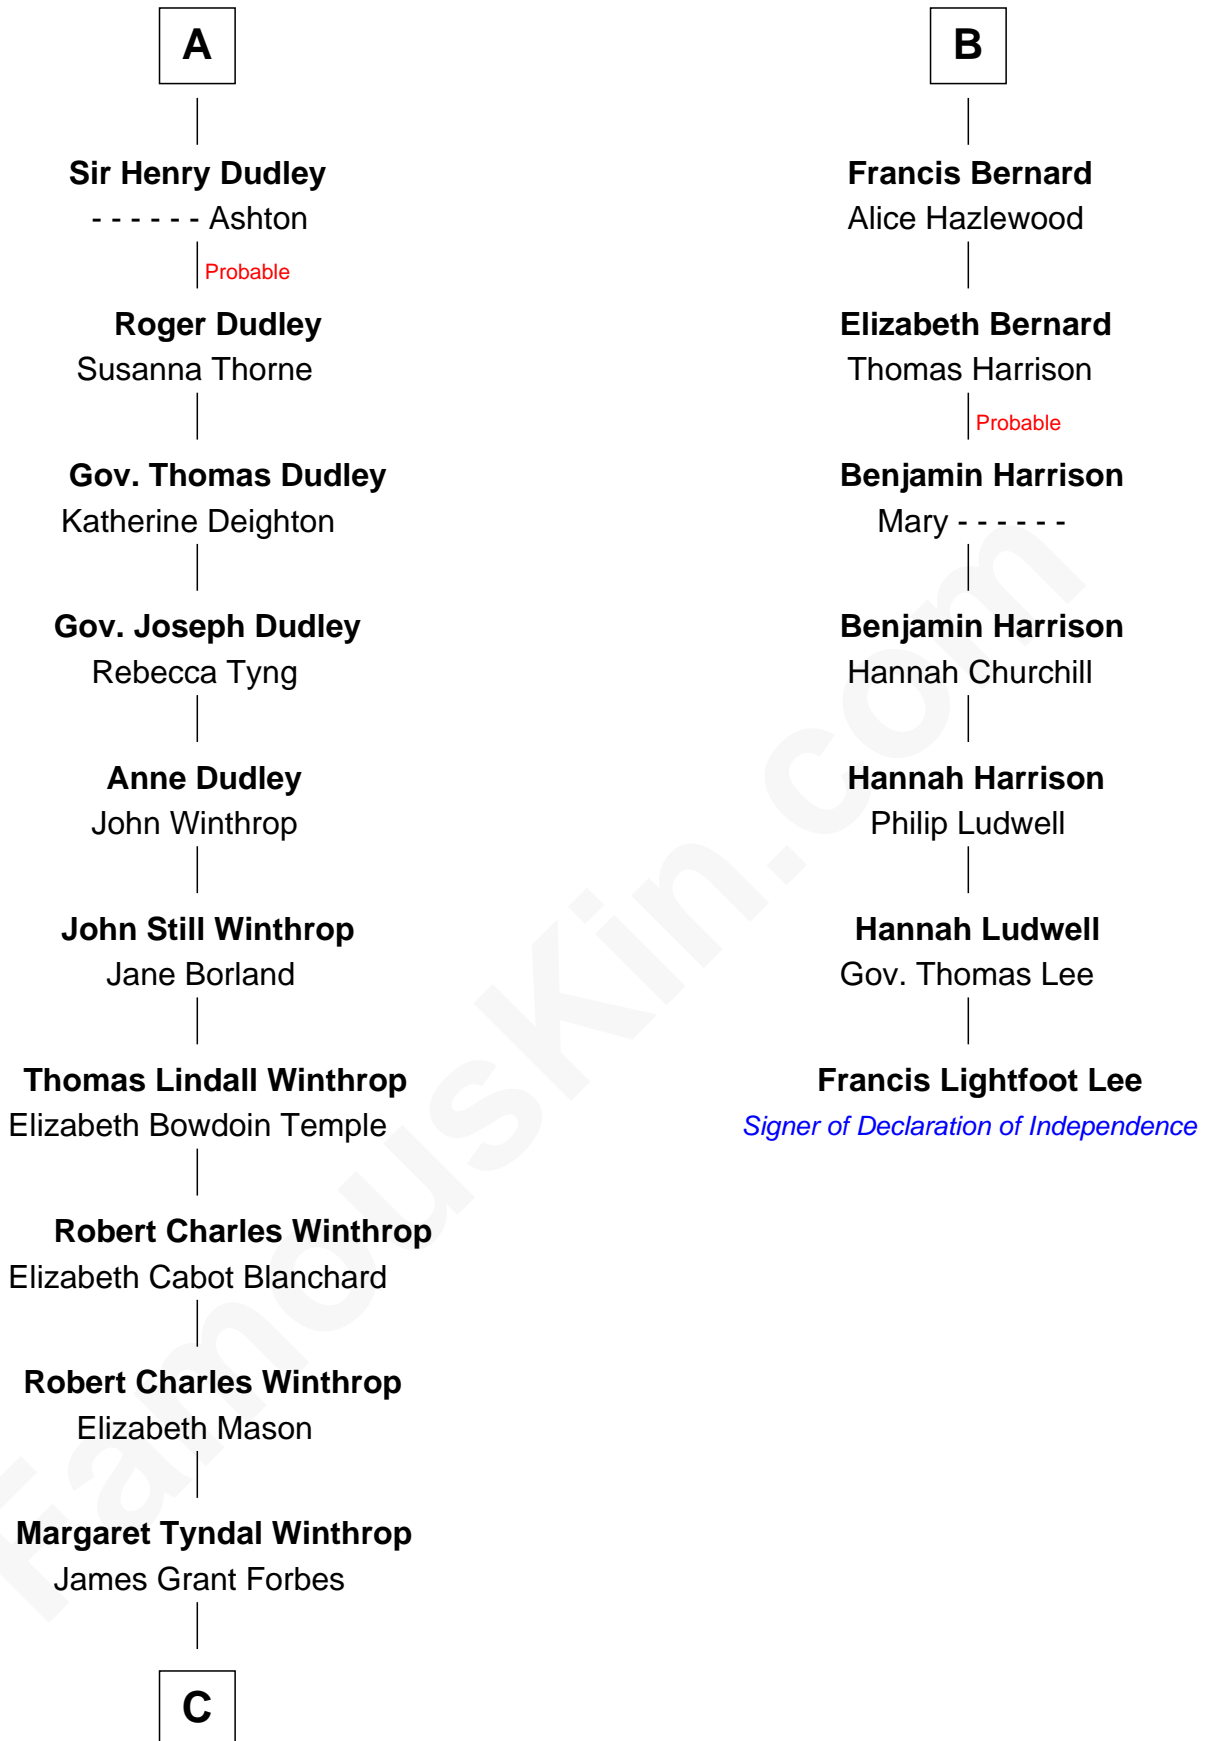 A
Sir Henry Dudley
- - - - - - Ashton
Probable
Roger Dudley
Susanna Thorne
Gov. Thomas Dudley
Katherine Deighton
Gov. Joseph Dudley
Rebecca Tyng
Anne Dudley
John Winthrop
John Still Winthrop
Jane Borland
Thomas Lindall Winthrop
Elizabeth Bowdoin Temple
Robert Charles Winthrop
Elizabeth Cabot Blanchard
Robert Charles Winthrop
Elizabeth Mason
Margaret Tyndal Winthrop
James Grant Forbes
C
B
Francis Bernard
Alice Hazlewood
Elizabeth Bernard
Thomas Harrison
Probable
Benjamin Harrison
Mary - - - - - -
Benjamin Harrison
Hannah Churchill
Hannah Harrison
Philip Ludwell
Hannah Ludwell
Gov. Thomas Lee
Francis Lightfoot Lee
Signer of Declaration of Independence
FamousKin.com